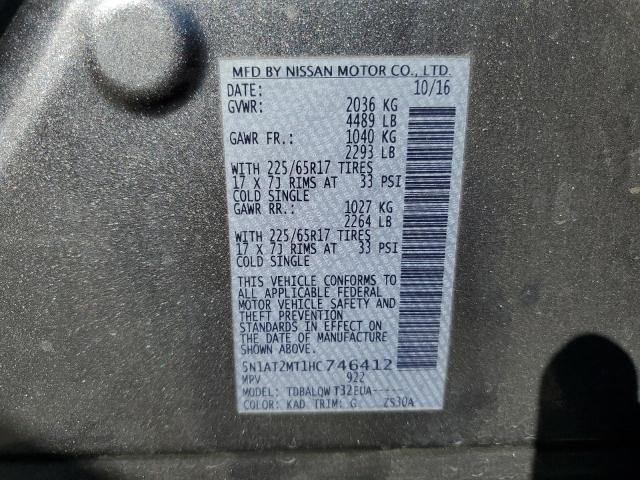 MFD BY NISSAN MOTOR CO., LTD.
DATE: 10/16
GVWR: 2036 KG
4489 LB
GAWR FR.: 1040 KG
2293 LB
WITH 225/65R17 TIRES
17 X 7J RIMS AT 33 PSI
COLD SINGLE
GAWR RR.: 1027 KG
2264 LB
WITH 225/65R17 TIRES
17 X 7J RIMS AT 33 PSI
COLD SINGLE
THIS VEHICLE CONFORMS TO
ALL APPLICABLE FEDERAL
MOTOR VEHICLE SAFETY AND
THEFT PREVENTION
STANDARDS IN EFFECT ON
DATE OF MANUFACTURE
SHOWN ABOVE.
5N1AT2MT1HC746412
MPV 922
MODEL: TDBALQWT32EUA-----
COLOR: KAD TRIM: G ZS30A